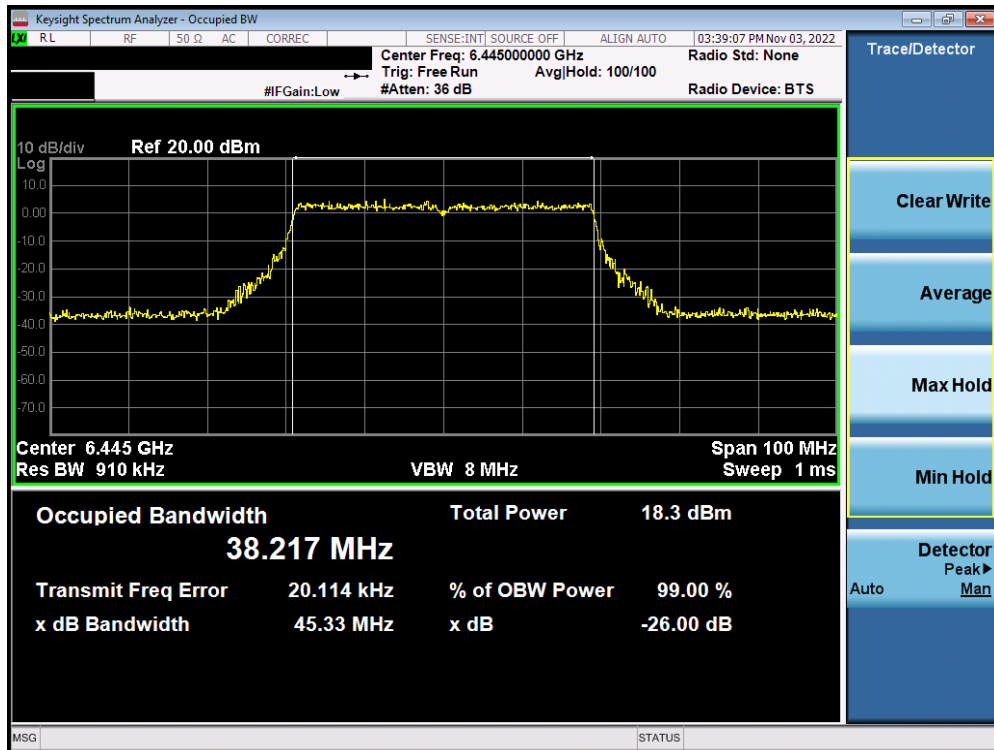 Keysight Spectrum Analyzer - Occupied BW
LXI RL RF 50 Ω AC CORREC SENSE:INT SOURCE OFF ALIGN AUTO 03:39:07 PM Nov 03, 2022
Center Freq: 6.445000000 GHz Radio Std: None
Trig: Free Run Avg|Hold: 100/100
#IFGain:Low #Atten: 36 dB Radio Device: BTS
Trace/Detector
10 dB/div Ref 20.00 dBm
Log
10.0
0.00
-10.0
-20.0
-30.0
-40.0
-50.0
-60.0
-70.0
Center 6.445 GHz Span 100 MHz
Res BW 910 kHz VBW 8 MHz Sweep 1 ms
Occupied Bandwidth Total Power 18.3 dBm
38.217 MHz
Transmit Freq Error 20.114 kHz % of OBW Power 99.00 %
x dB Bandwidth 45.33 MHz x dB -26.00 dB
Clear Write
Average
Max Hold
Min Hold
Detector
Peak▶
Auto Man
MSG STATUS